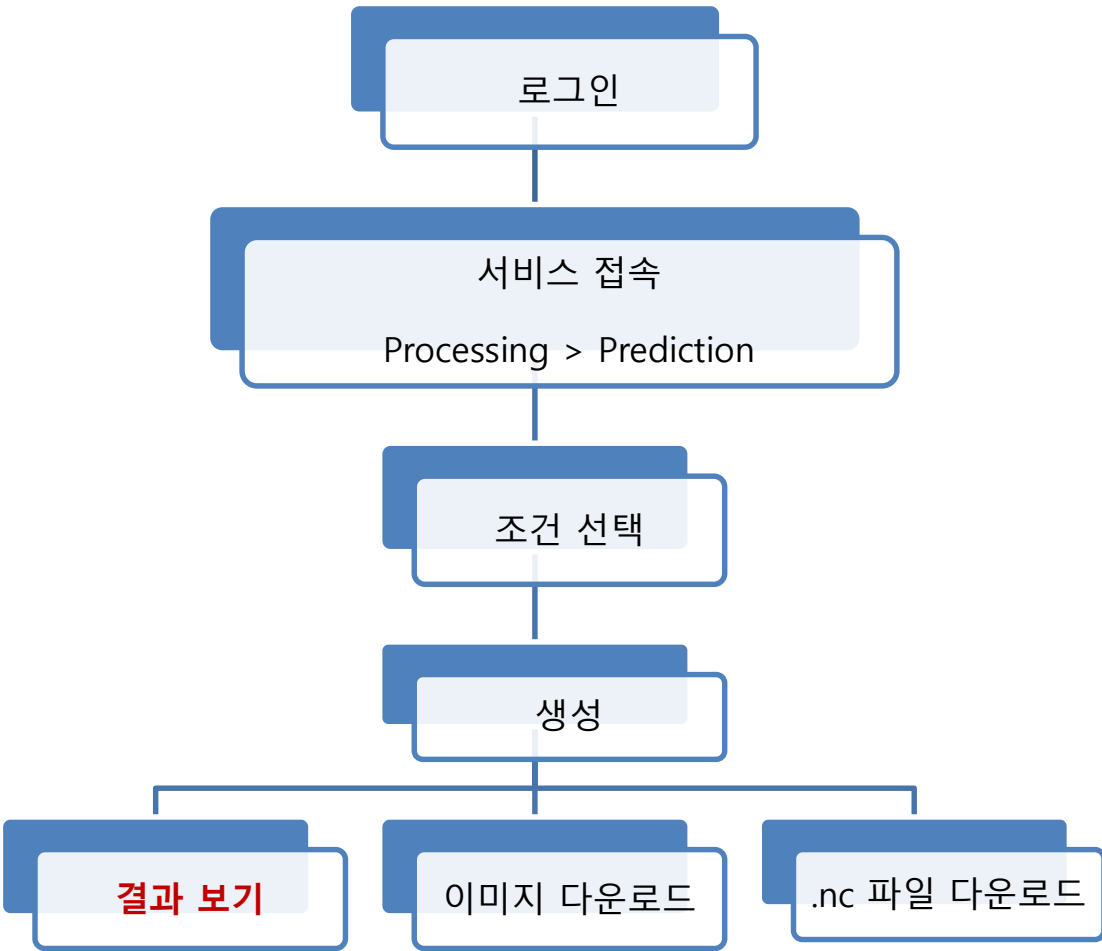 로그인
서비스 접속
Processing > Prediction
조건 선택
생성
결과 보기
이미지 다운로드
.nc 파일 다운로드